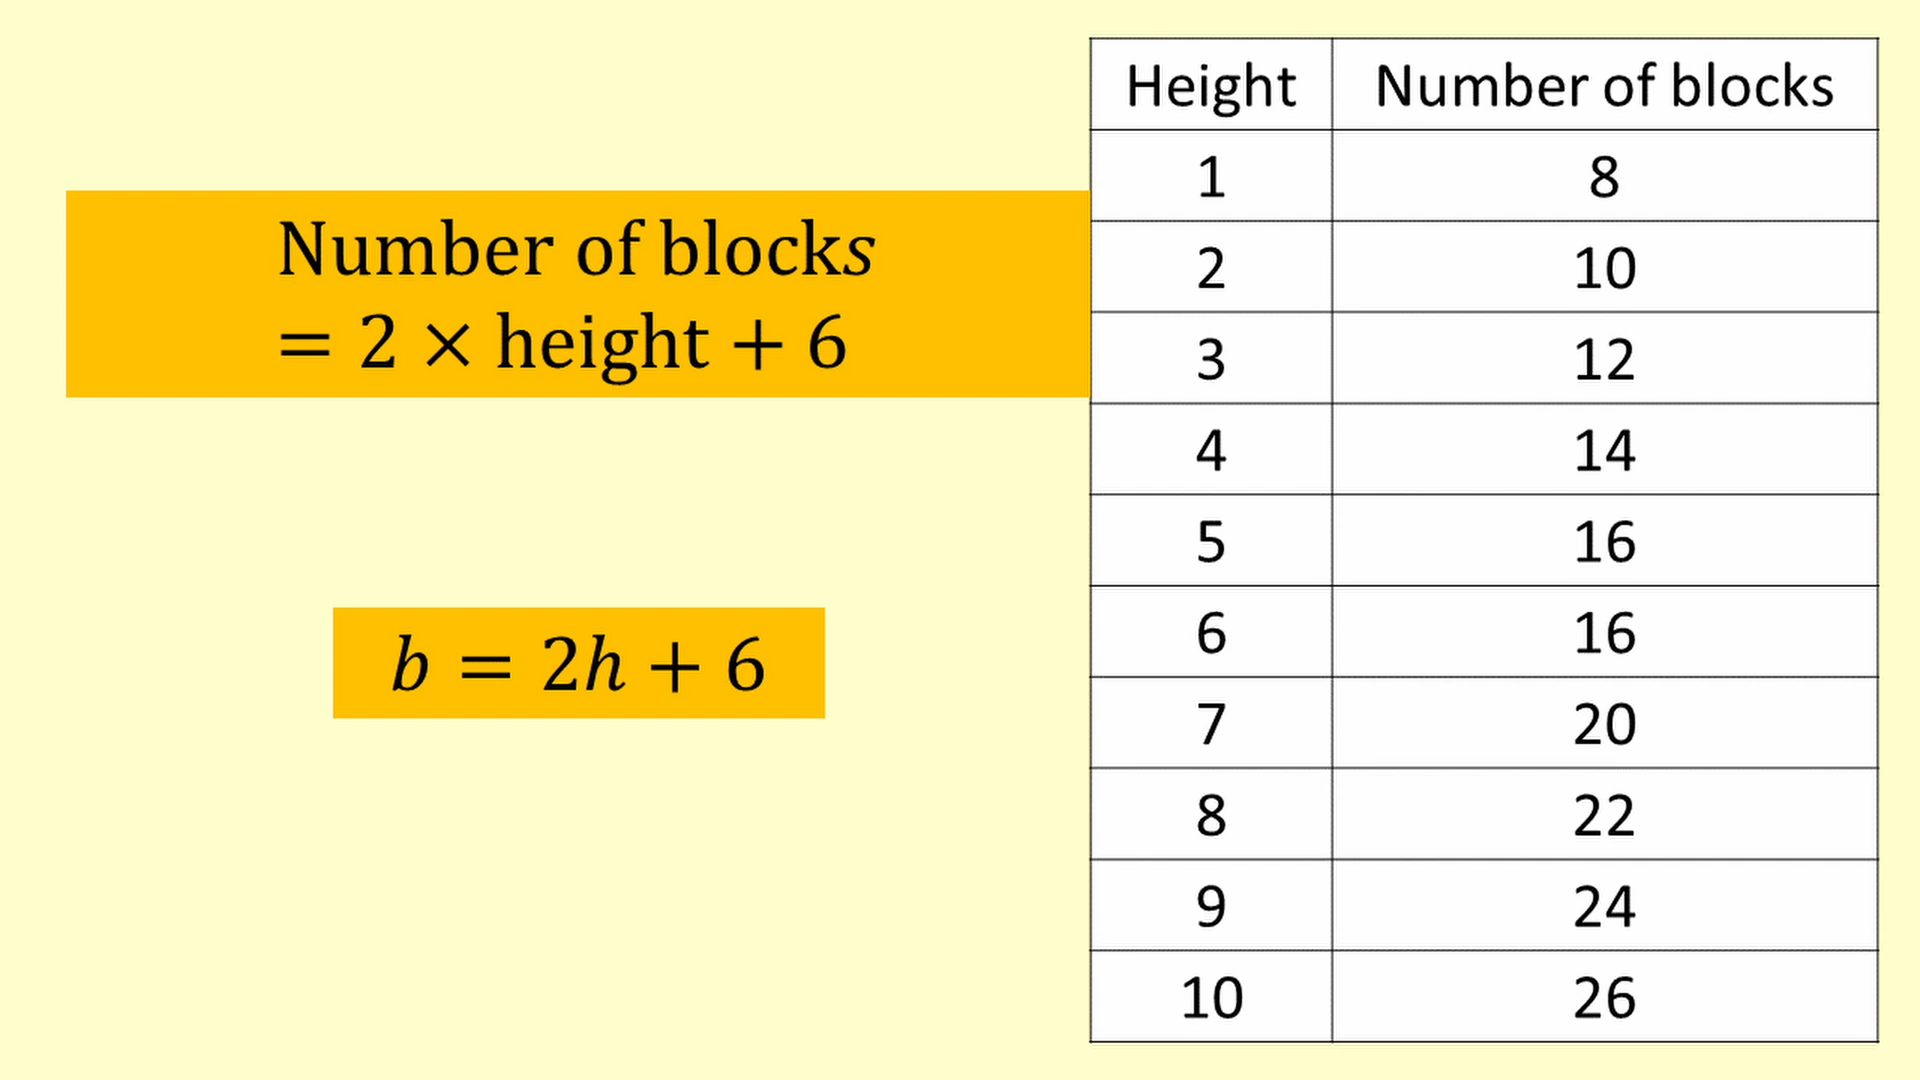 Number of blocks
= 2 × height + 6
b = 2h + 6
Height Number of blocks
1 8
2 10
3 12
4 14
5 16
6 16
7 20
8 22
9 24
10 26